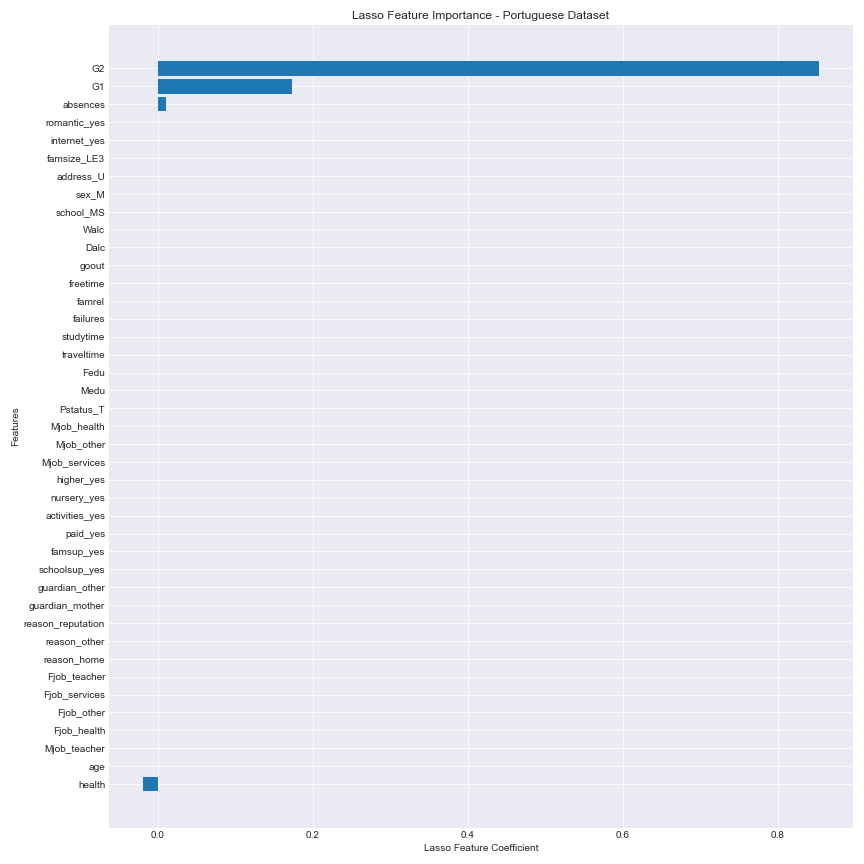 Lasso Feature Importance - Portuguese Dataset
G2
G1
absences
romantic_yes
internet_yes
famsize_LE3
address_U
sex_M
school_MS
Walc
Dalc
goout
freetime
famrel
failures
studytime
traveltime
Fedu
Medu
Pstatus_T
Mjob_health
Mjob_other
Mjob_services
higher_yes
nursery_yes
activities_yes
paid_yes
famsup_yes
schoolsup_yes
guardian_other
guardian_mother
reason_reputation
reason_other
reason_home
Fjob_teacher
Fjob_services
Fjob_other
Fjob_health
Mjob_teacher
age
health
Features
0.0 0.2 0.4 0.6 0.8
Lasso Feature Coefficient